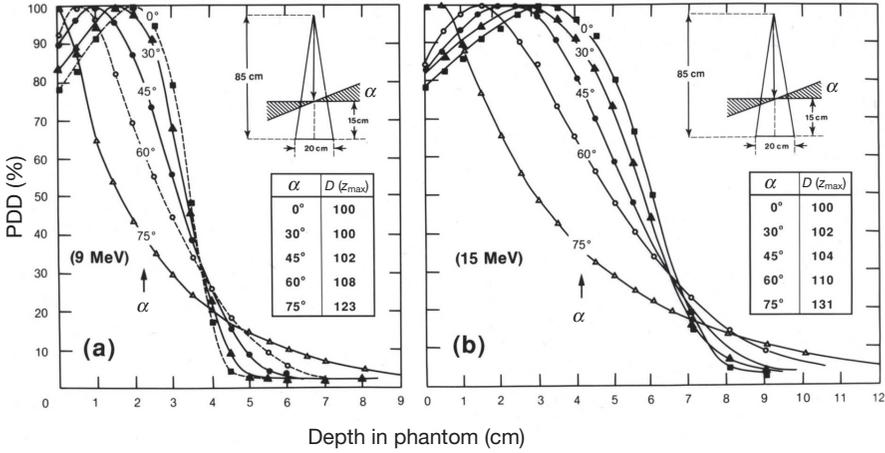 PDD (%)
100
90
80
70
60
50
40
30
20
10
0
1
2
3
4
5
6
7
8
9
0°
30°
45°
60°
75°
α
(9 MeV)
(a)
85 cm
α
15cm
20 cm
α D (zmax)
0° 100
30° 100
45° 102
60° 108
75° 123
0
1
2
3
4
5
6
7
8
9
10
11
12
0°
30°
45°
60°
75°
α
(15 MeV)
(b)
85 cm
α
15 cm
20 cm
α D (zmax)
0° 100
30° 102
45° 104
60° 110
75° 131
Depth in phantom (cm)